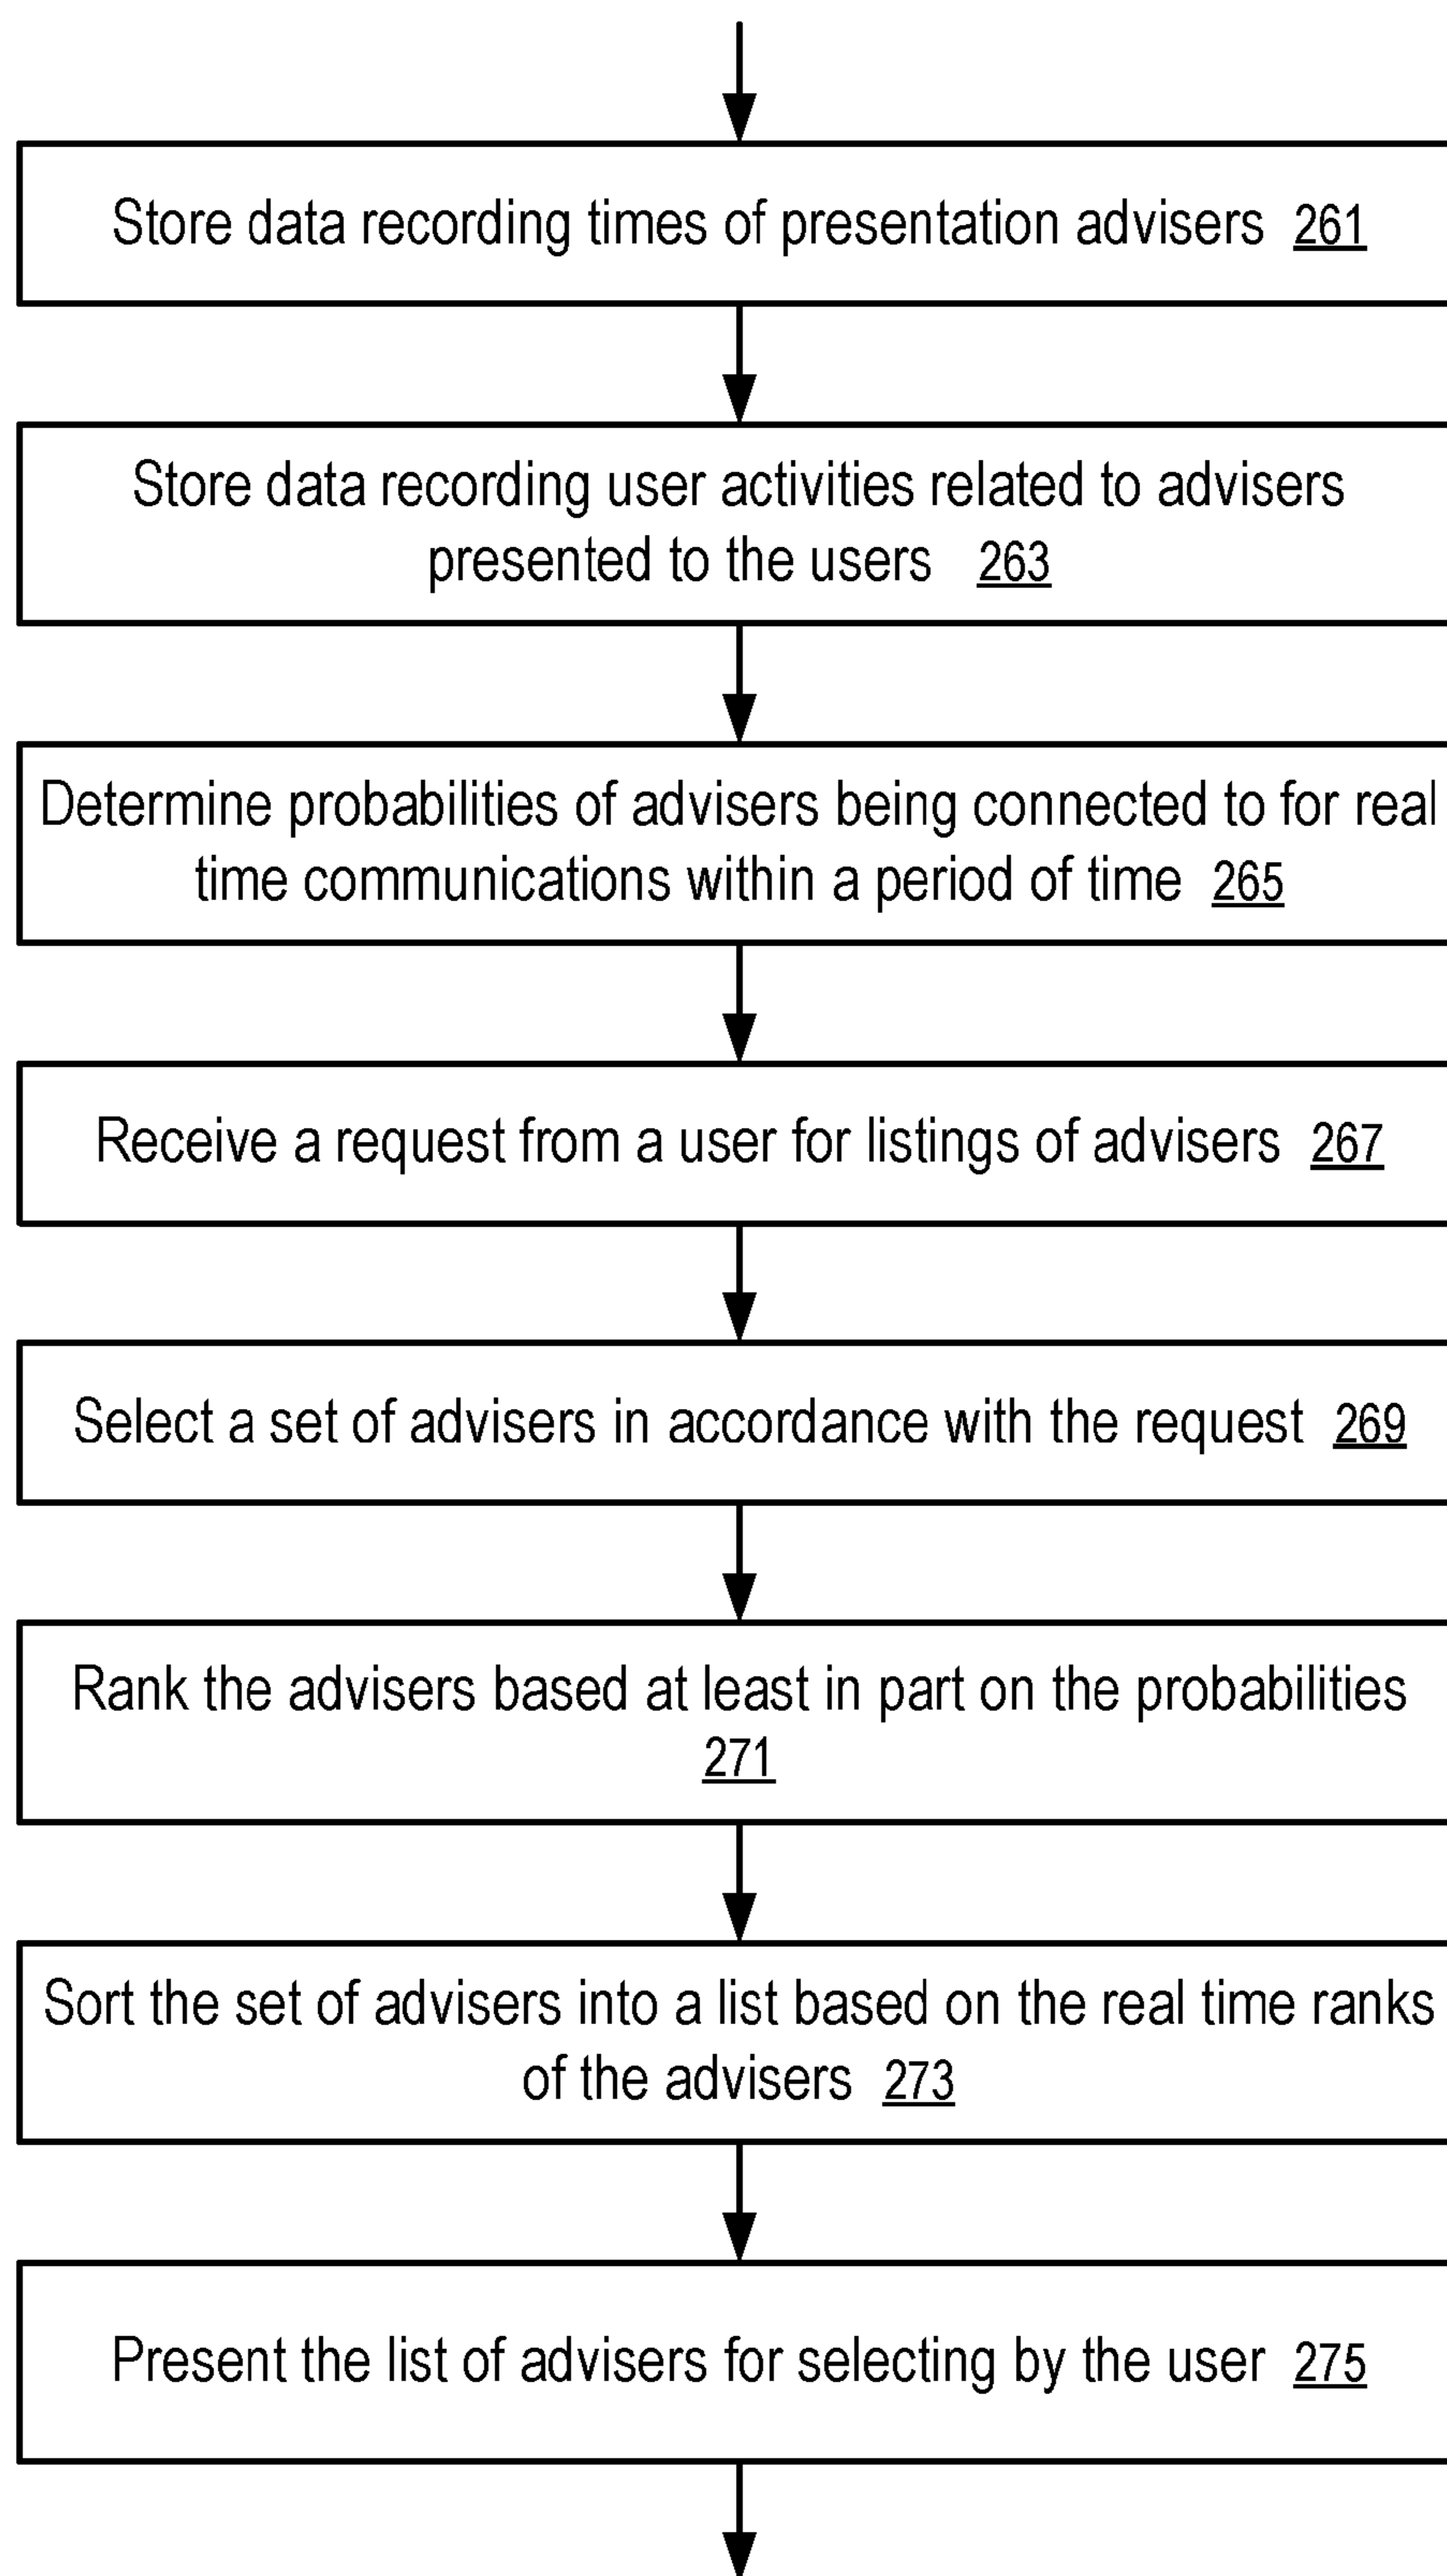 Store data recording times of presentation advisers 261
Store data recording user activities related to advisers
presented to the users 263
Determine probabilities of advisers being connected to for real
time communications within a period of time 265
Receive a request from a user for listings of advisers 267
Select a set of advisers in accordance with the request 269
Rank the advisers based at least in part on the probabilities
271
Sort the set of advisers into a list based on the real time ranks
of the advisers 273
Present the list of advisers for selecting by the user 275